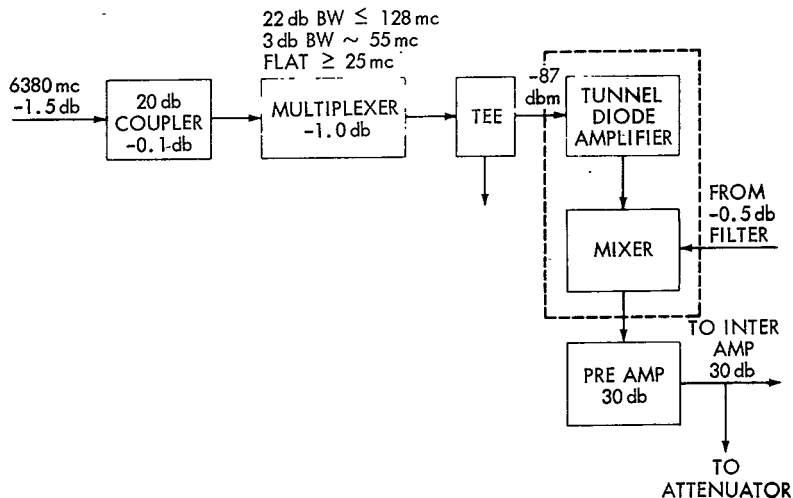 22 db BW ≤ 128 mc
3 db BW ~ 55 mc
FLAT ≥ 25 mc
6380 mc
-1.5 db
20 db
COUPLER
-0.1 db
MULTIPLEXER
-1.0 db
TEE
-87
dbm
TUNNEL
DIODE
AMPLIFIER
FROM
-0.5 db
FILTER
MIXER
TO INTER
AMP
30 db
PRE AMP
30 db
TO
ATTENUATOR